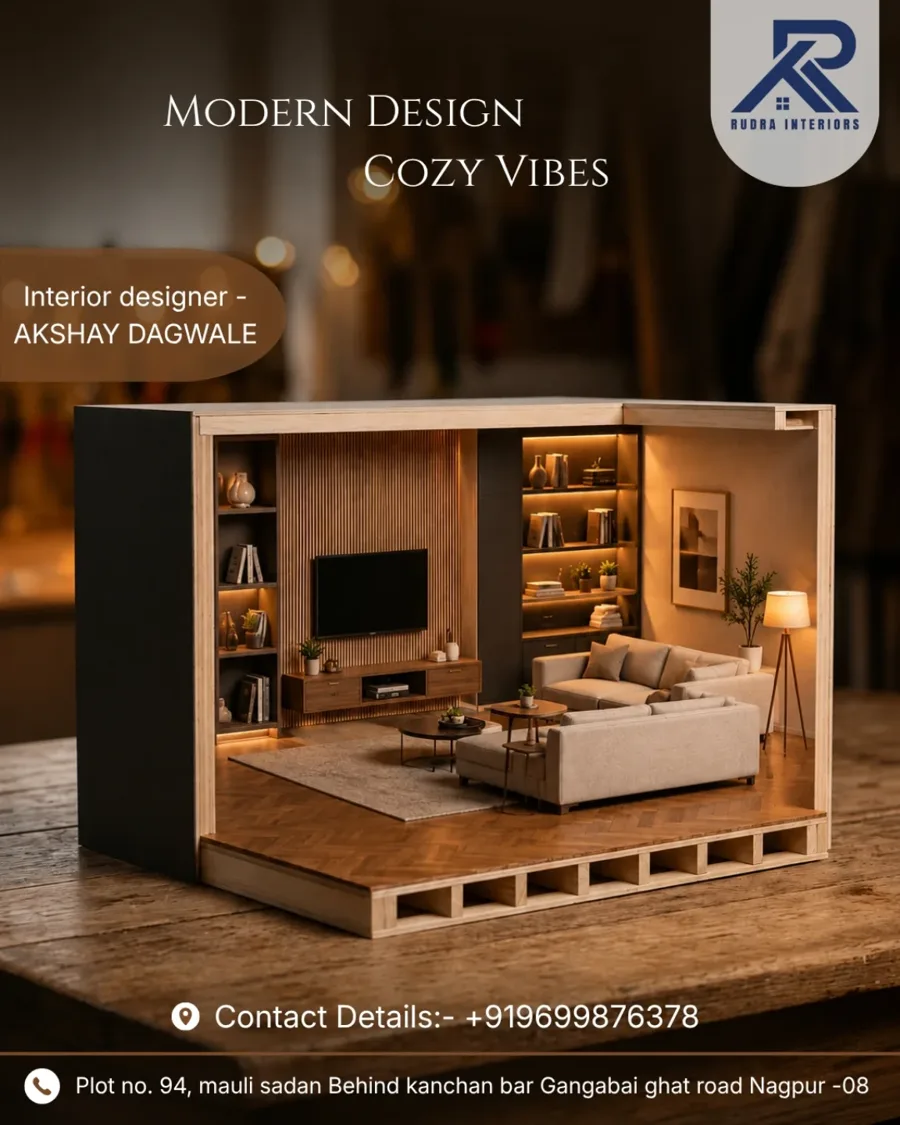 RUDRA INTERIORS
MODERN DESIGN
COZY VIBES
Interior designer -
AKSHAY DAGWALE
Contact Details:- +919699876378
Plot no. 94, mauli sadan Behind kanchan bar Gangabai ghat road Nagpur -08